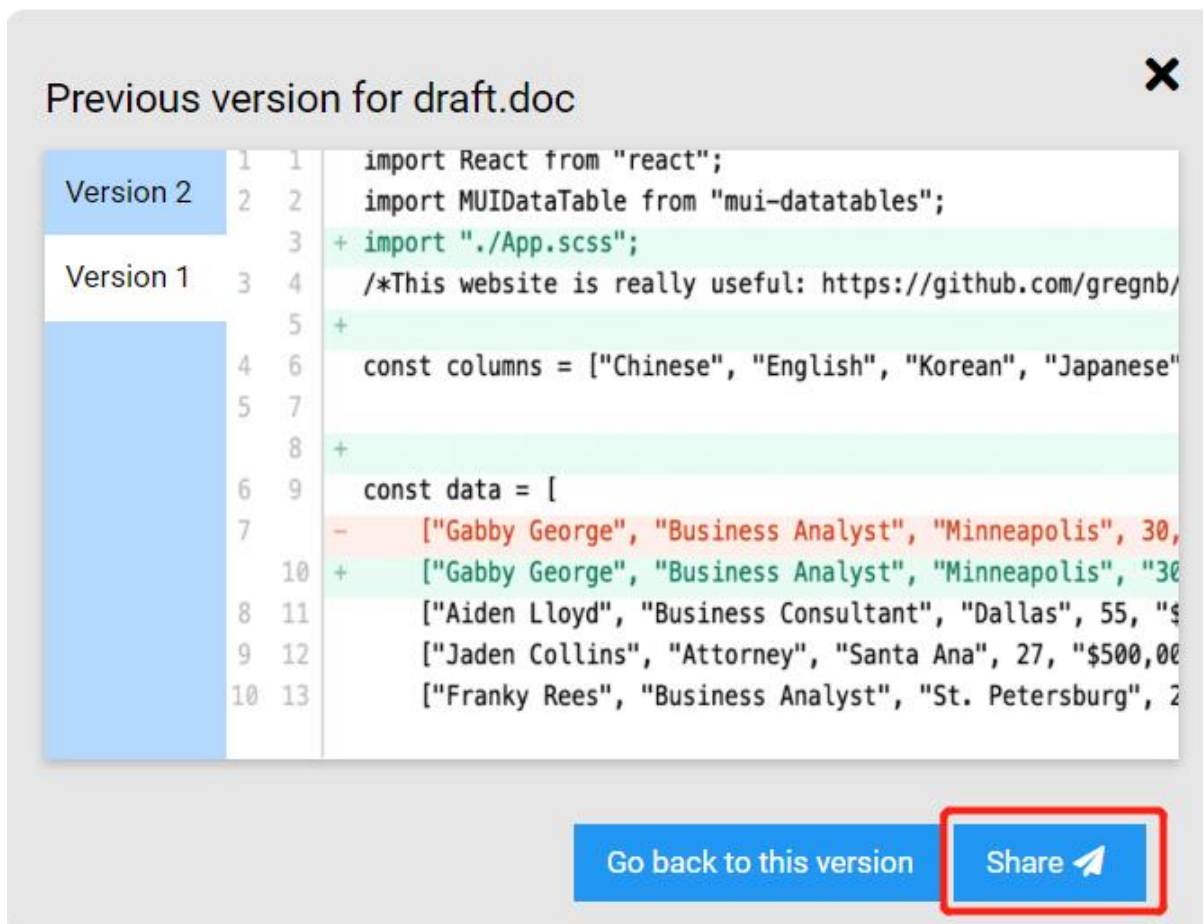 Previous version for draft.doc
Version 2
Version 1
1 1 import React from "react";
2 2 import MUIDataTable from "mui-datatables";
3 + import "./App.scss";
3 4 /*This website is really useful: https://github.com/gregnb/
5 +
4 6 const columns = ["Chinese", "English", "Korean", "Japanese"
5 7
8 +
6 9 const data = [
7 - ["Gabby George", "Business Analyst", "Minneapolis", 30,
10 + ["Gabby George", "Business Analyst", "Minneapolis", "30
8 11 ["Aiden Lloyd", "Business Consultant", "Dallas", 55, "$
9 12 ["Jaden Collins", "Attorney", "Santa Ana", 27, "$500,00
10 13 ["Franky Rees", "Business Analyst", "St. Petersburg", 2
Go back to this version
Share